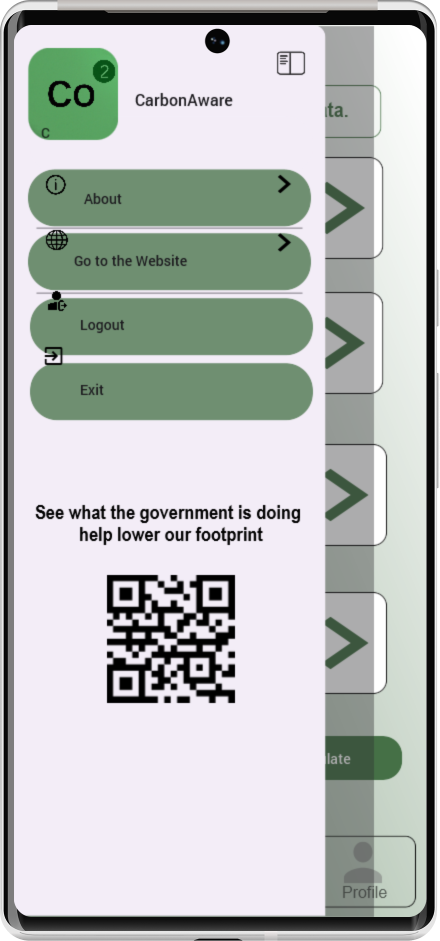 Co
2
C
CarbonAware
About
Go to the Website
Logout
Exit
See what the government is doing
help lower our footprint
ta.
late
Profile